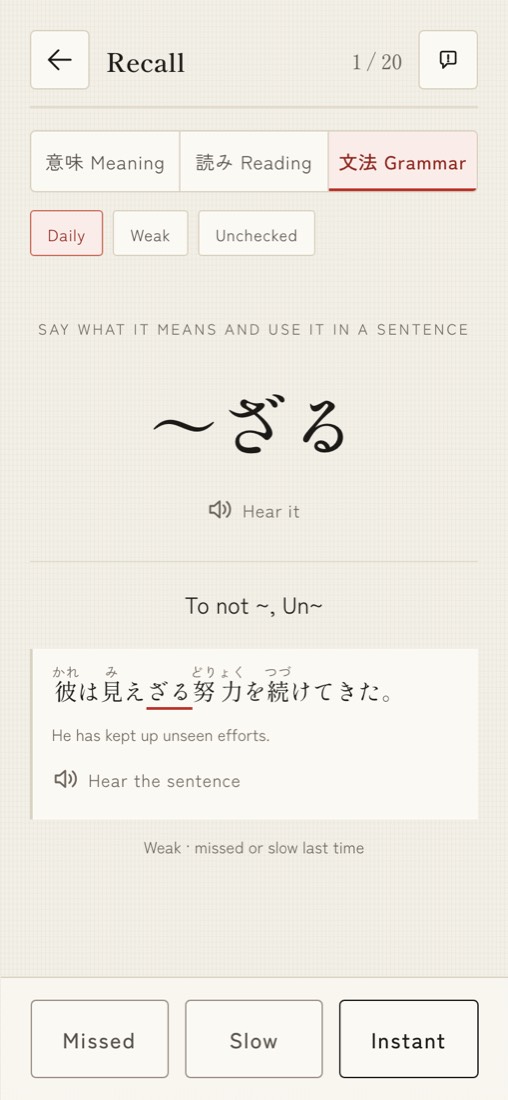 Recall
1 / 20
意味 Meaning
読み Reading
文法 Grammar
Daily
Weak
Unchecked
SAY WHAT IT MEANS AND USE IT IN A SENTENCE
〜ざる
Hear it
To not ~, Un~
かれ み どりょく つづ
彼は見えざる努力を続けてきた。
He has kept up unseen efforts.
Hear the sentence
Weak · missed or slow last time
Missed
Slow
Instant